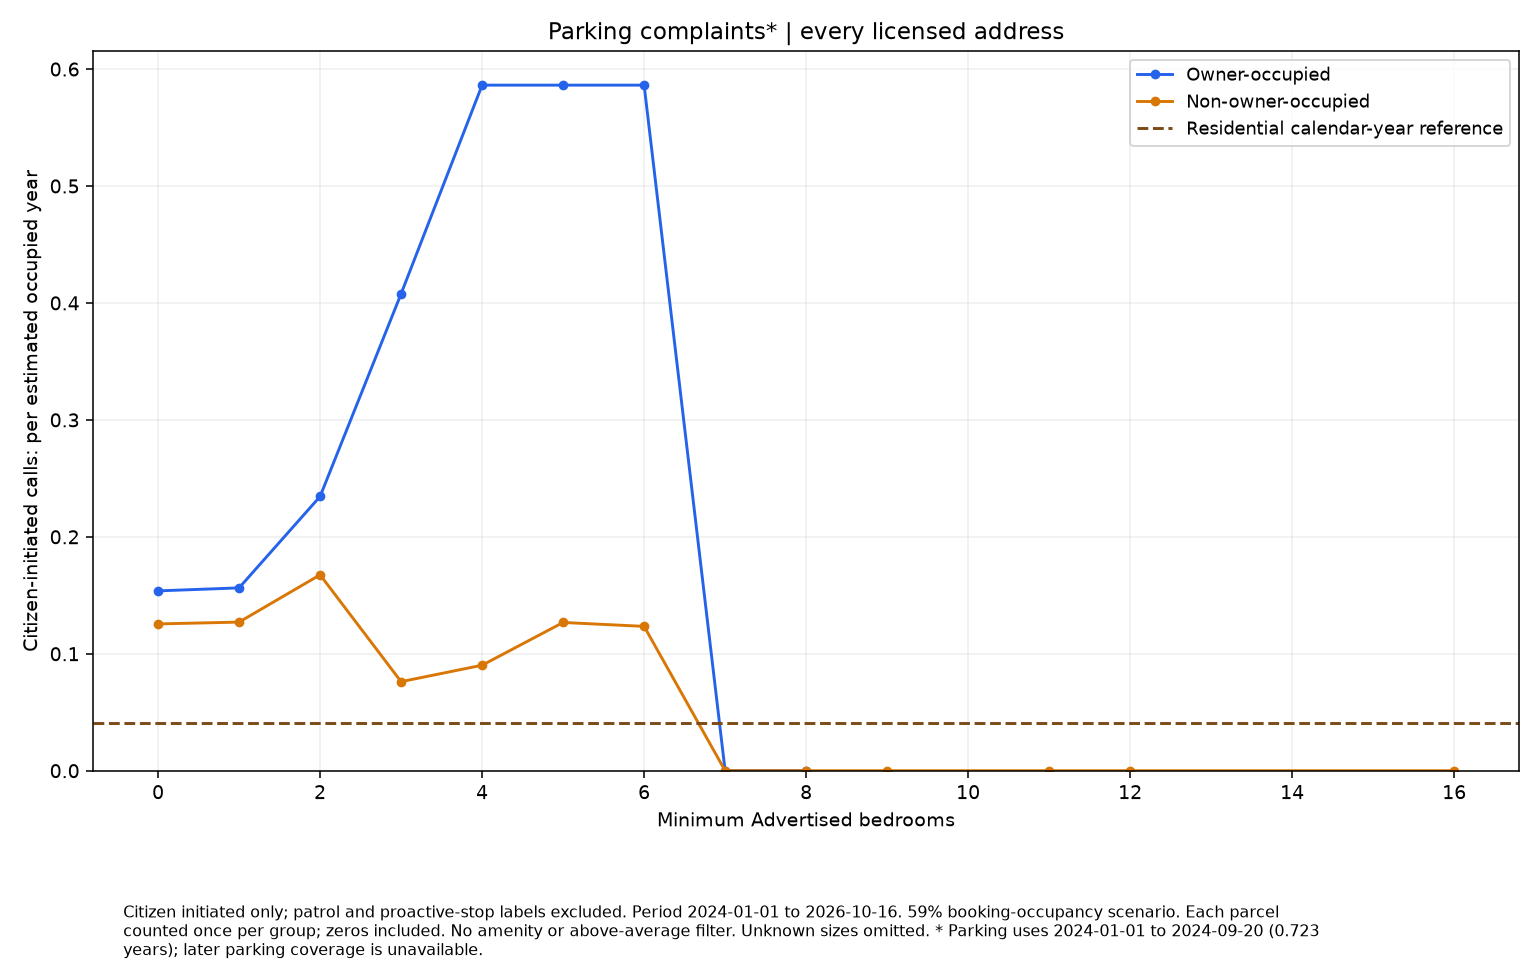 Parking complaints* | every licensed address
Owner-occupied
Non-owner-occupied
Residential calendar-year reference
Citizen-initiated calls: per estimated occupied year
0.6
0.5
0.4
0.3
0.2
0.1
0.0
0 2 4 6 8 10 12 14 16
Minimum Advertised bedrooms
Citizen initiated only; patrol and proactive-stop labels excluded. Period 2024-01-01 to 2026-10-16. 59% booking-occupancy scenario. Each parcel
counted once per group; zeros included. No amenity or above-average filter. Unknown sizes omitted. * Parking uses 2024-01-01 to 2024-09-20 (0.723
years); later parking coverage is unavailable.